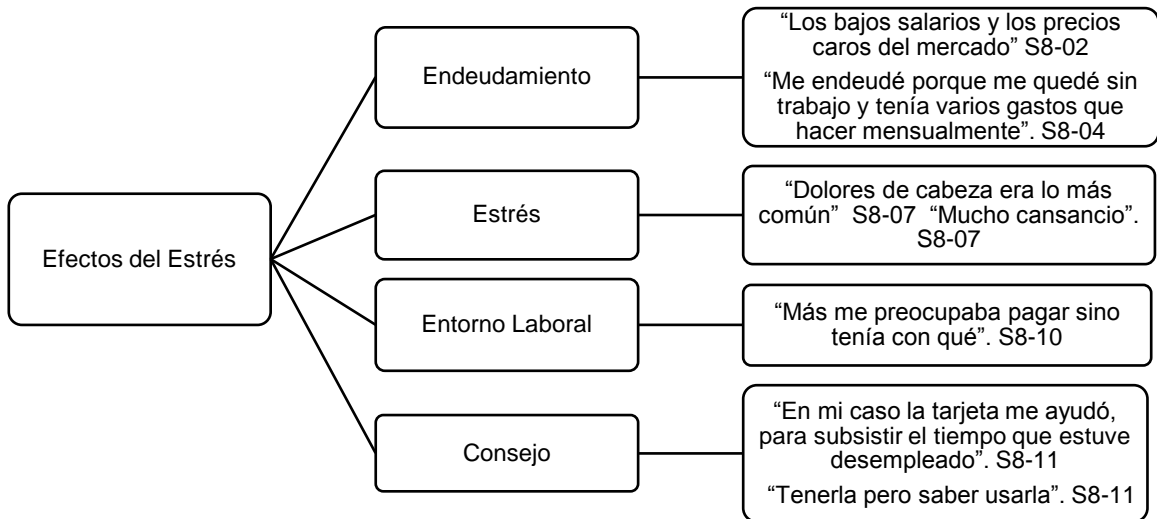 Efectos del Estrés
Endeudamiento
“Los bajos salarios y los precios
caros del mercado” S8-02
“Me endeudé porque me quedé sin
trabajo y tenía varios gastos que
hacer mensualmente”. S8-04
Estrés
“Dolores de cabeza era lo más
común”  S8-07  “Mucho cansancio”.
S8-07
Entorno Laboral
“Más me preocupaba pagar sino
tenía con qué”. S8-10
Consejo
“En mi caso la tarjeta me ayudó,
para subsistir el tiempo que estuve
desempleado”. S8-11
“Tenerla pero saber usarla”. S8-11